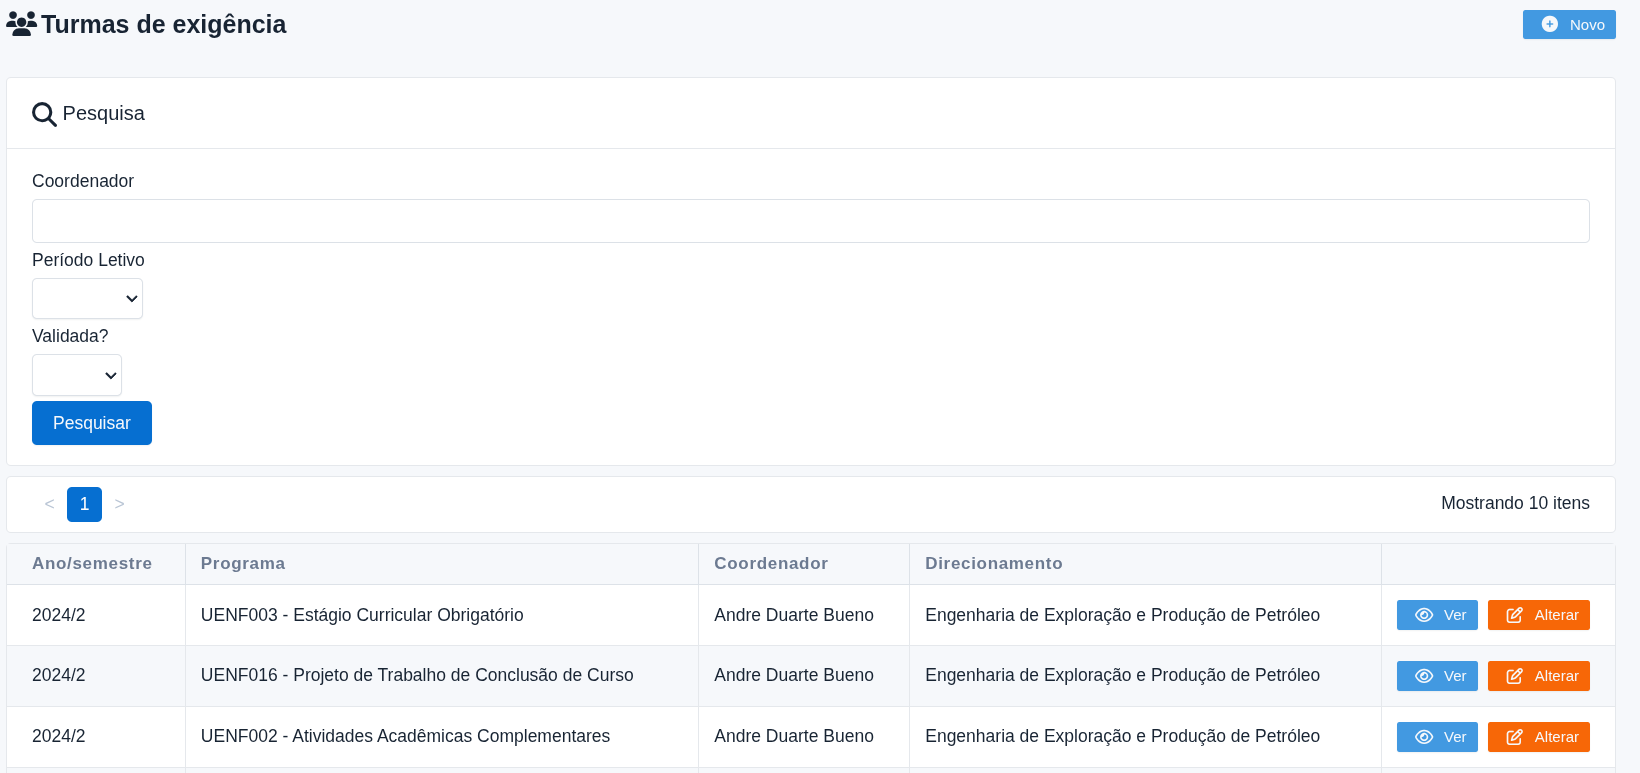 Turmas de exigência
Novo
Pesquisa
Coordenador
Período Letivo
Validada?
Pesquisar
< 1 >
Mostrando 10 itens
Ano/semestre Programa Coordenador Direcionamento
2024/2 UENF003 - Estágio Curricular Obrigatório Andre Duarte Bueno Engenharia de Exploração e Produção de Petróleo Ver Alterar
2024/2 UENF016 - Projeto de Trabalho de Conclusão de Curso Andre Duarte Bueno Engenharia de Exploração e Produção de Petróleo Ver Alterar
2024/2 UENF002 - Atividades Acadêmicas Complementares Andre Duarte Bueno Engenharia de Exploração e Produção de Petróleo Ver Alterar